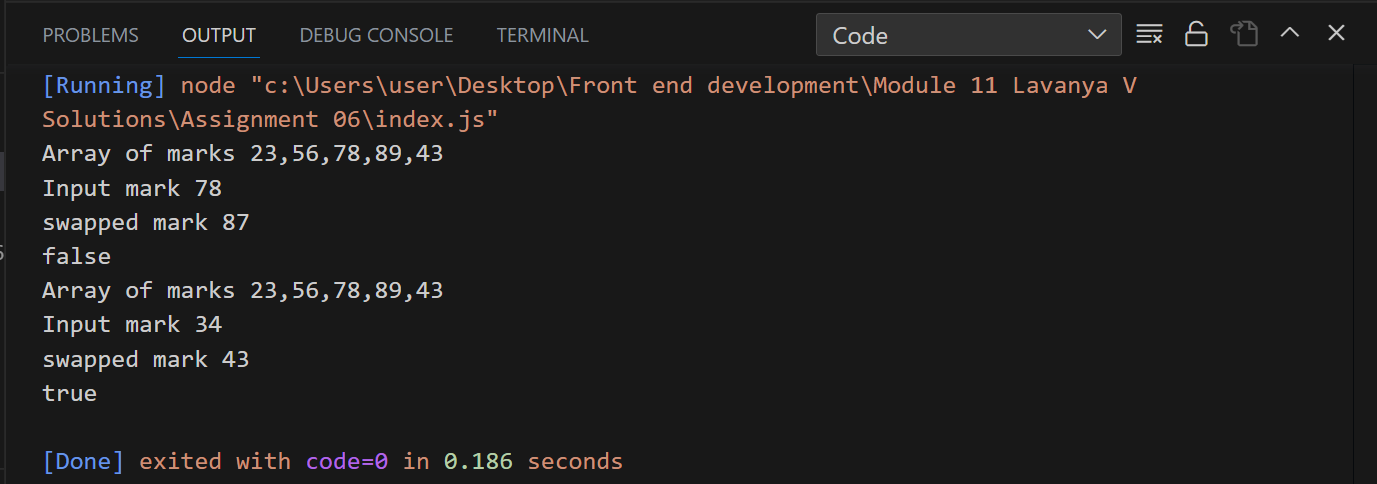 PROBLEMS OUTPUT DEBUG CONSOLE TERMINAL Code
[Running] node "c:\Users\user\Desktop\Front end development\Module 11 Lavanya V
Solutions\Assignment 06\index.js"
Array of marks 23,56,78,89,43
Input mark 78
swapped mark 87
false
Array of marks 23,56,78,89,43
Input mark 34
swapped mark 43
true
[Done] exited with code=0 in 0.186 seconds